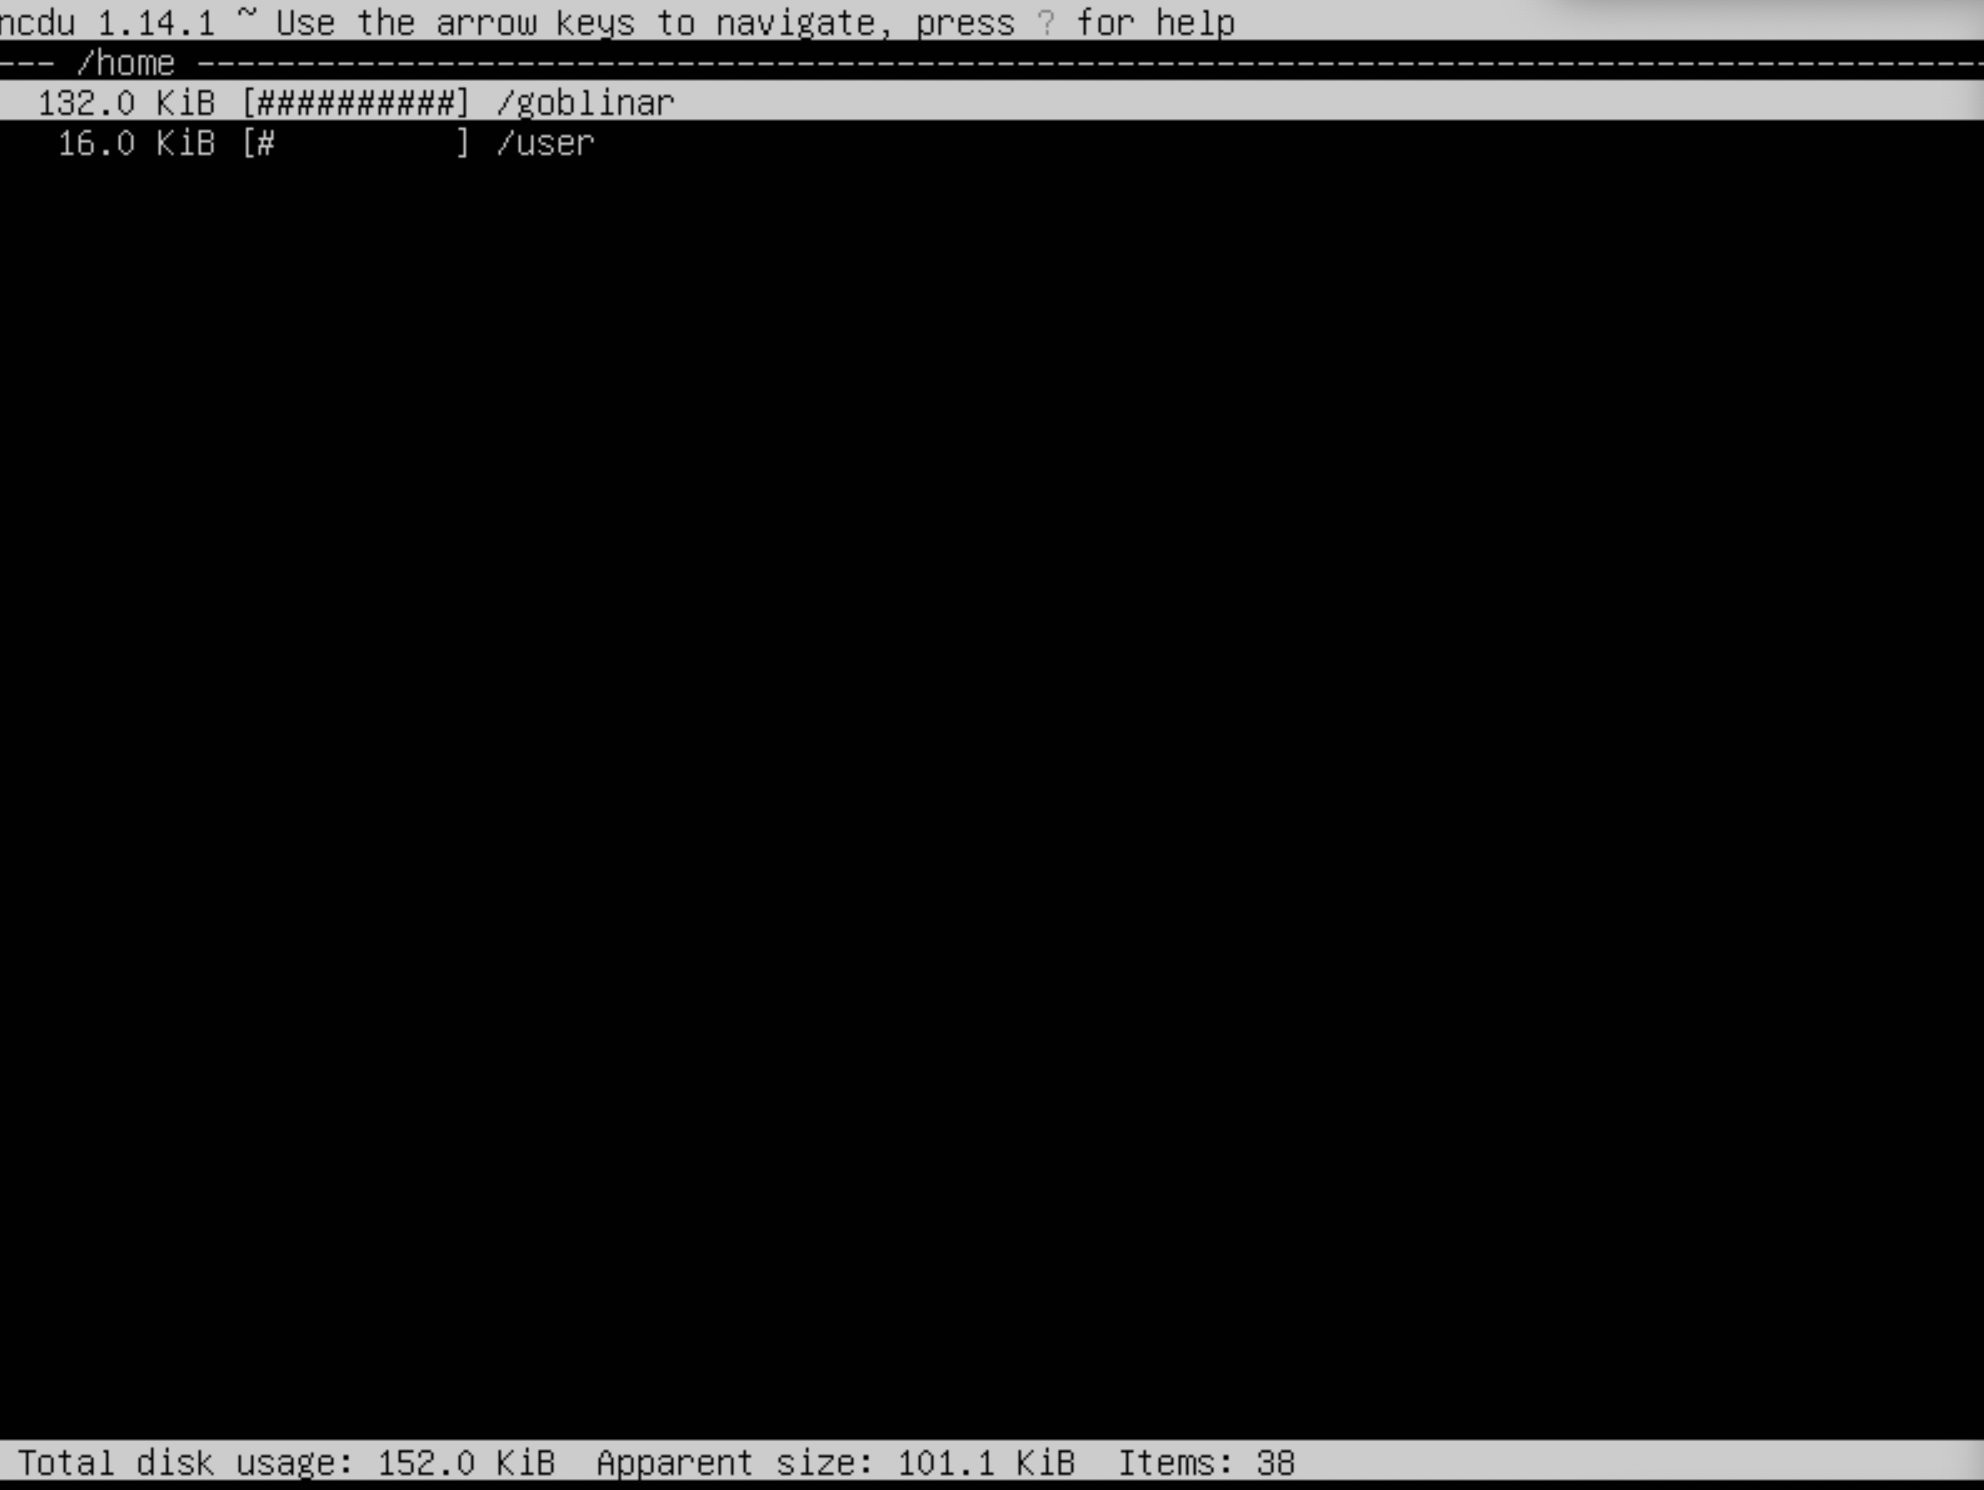 ncdu 1.14.1 ~ Use the arrow keys to navigate, press ? for help
--- /home ----------------------------------------------------------------------------------------
132.0 KiB [##########] /goblinar
16.0 KiB [#         ] /user
Total disk usage: 152.0 KiB  Apparent size: 101.1 KiB  Items: 38